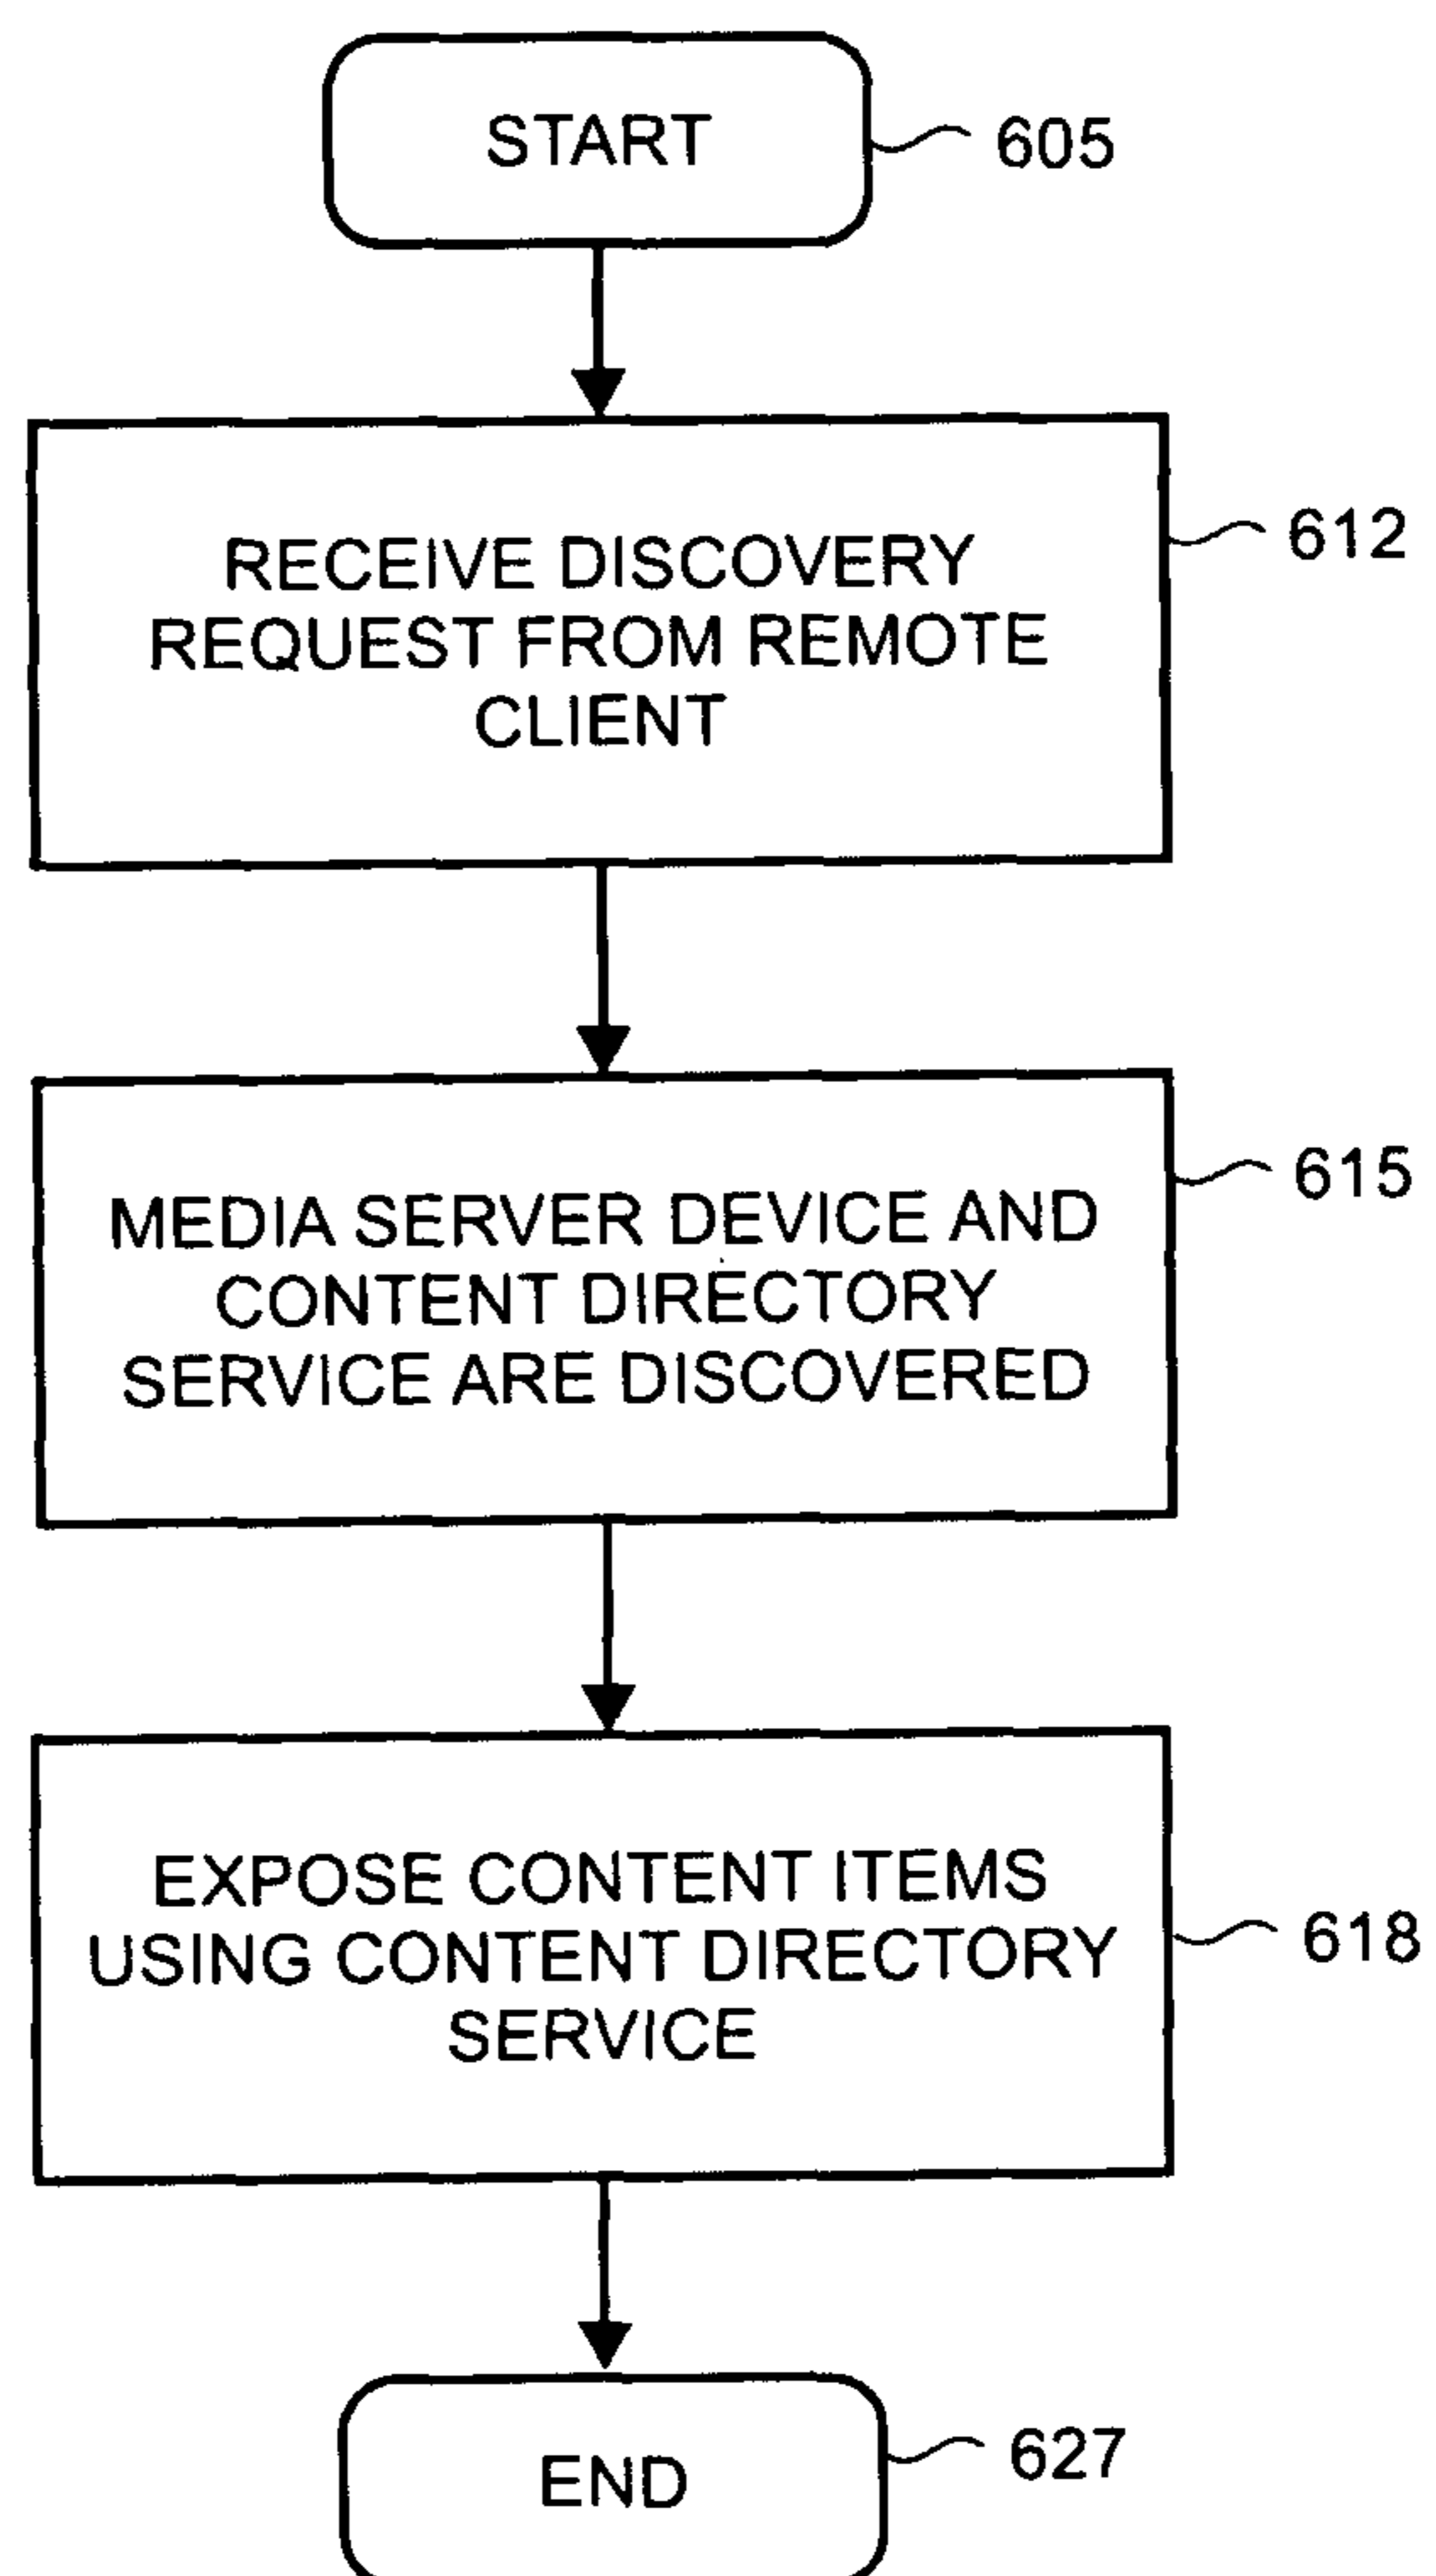 START
605
RECEIVE DISCOVERY
REQUEST FROM REMOTE
CLIENT
612
MEDIA SERVER DEVICE AND
CONTENT DIRECTORY
SERVICE ARE DISCOVERED
615
EXPOSE CONTENT ITEMS
USING CONTENT DIRECTORY
SERVICE
618
END
627